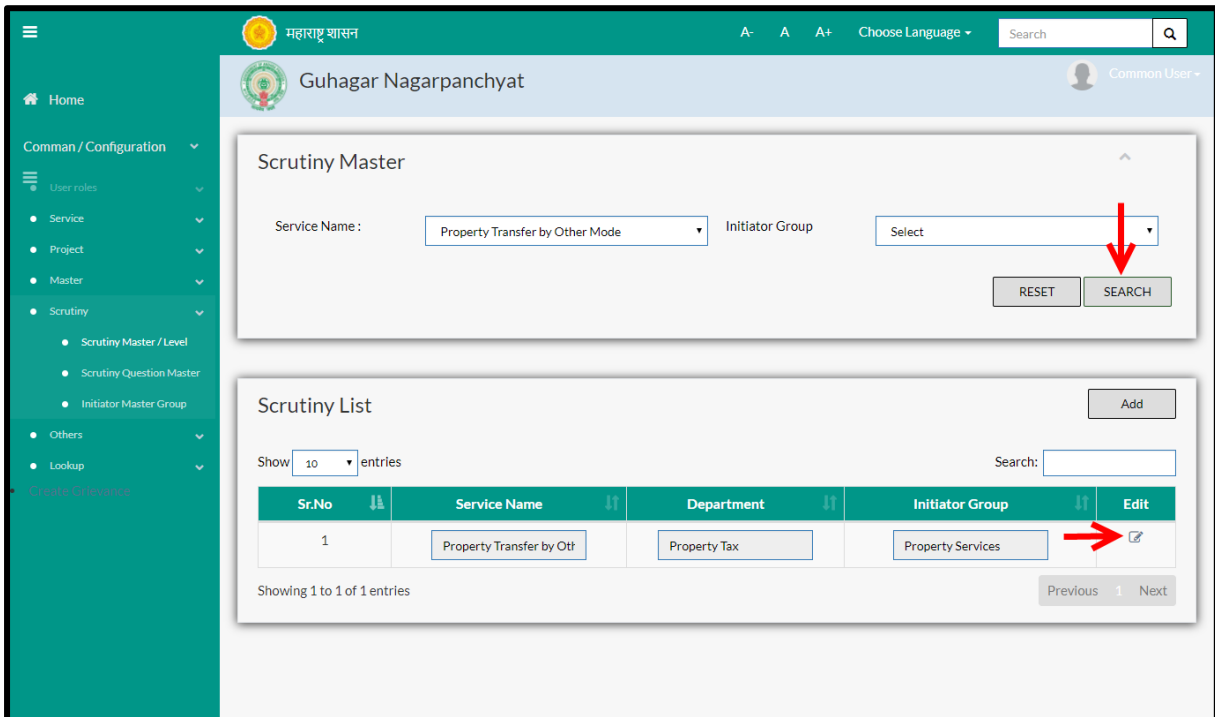 महाराष्ट्र शासन
A- A A+ Choose Language Search
Guhagar Nagarpanchyat
Common User
Home
Comman / Configuration
User roles
Service
Project
Master
Scrutiny
Scrutiny Master / Level
Scrutiny Question Master
Initiator Master Group
Others
Lookup
Create Grievance
Scrutiny Master
Service Name : Property Transfer by Other Mode Initiator Group Select
RESET SEARCH
Scrutiny List Add
Show 10 entries Search:
Sr.No Service Name Department Initiator Group Edit
1 Property Transfer by Oth Property Tax Property Services
Showing 1 to 1 of 1 entries Previous 1 Next